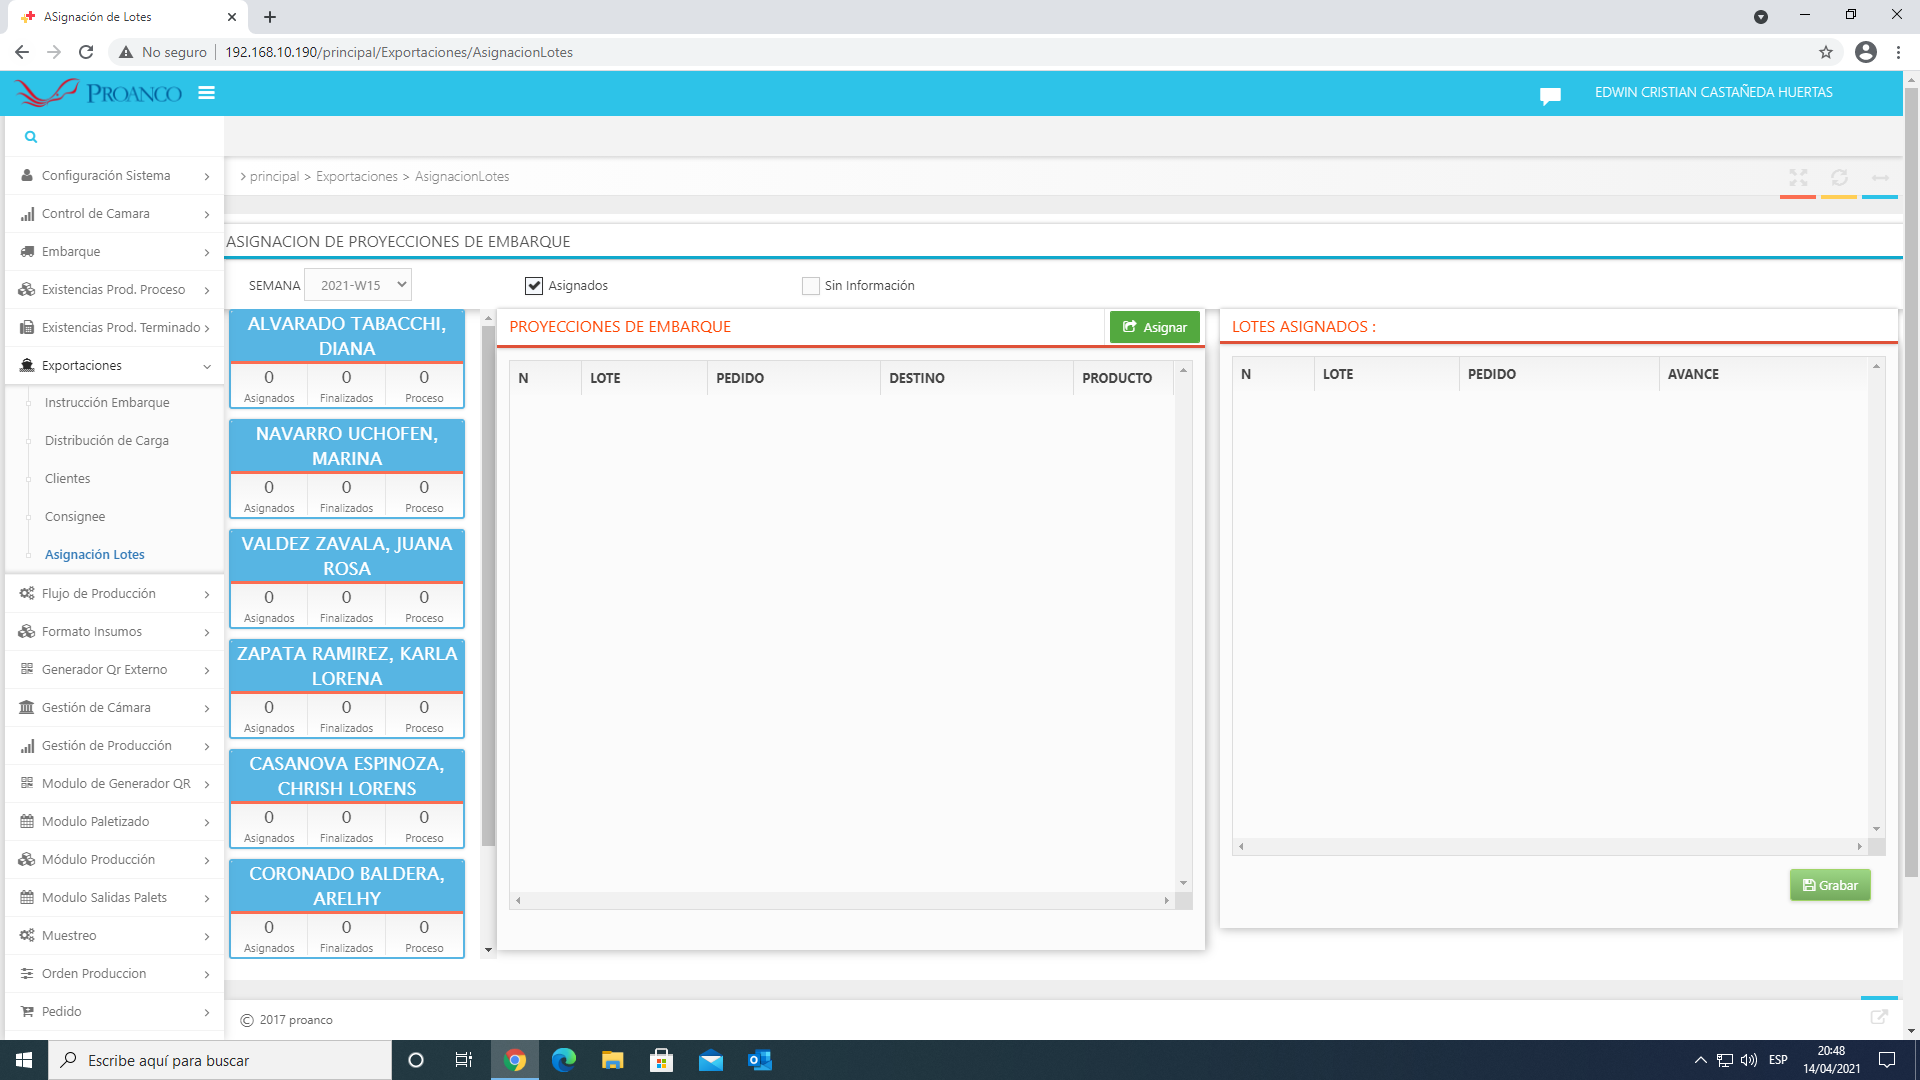 ASignación de Lotes
No seguro
192.168.10.190/principal/Exportaciones/AsignacionLotes
PROANCO
EDWIN CRISTIAN CASTAÑEDA HUERTAS
Configuración Sistema
Control de Camara
Embarque
Existencias Prod. Proceso
Existencias Prod. Terminado
Exportaciones
Instrucción Embarque
Distribución de Carga
Clientes
Consignee
Asignación Lotes
Flujo de Producción
Formato Insumos
Generador Qr Externo
Gestión de Cámara
Gestión de Producción
Modulo de Generador QR
Modulo Paletizado
Módulo Producción
Modulo Salidas Palets
Muestreo
Orden Produccion
Pedido
> principal > Exportaciones > AsignacionLotes
ASIGNACION DE PROYECCIONES DE EMBARQUE
SEMANA 2021-W15
Asignados
Sin Información
ALVARADO TABACCHI,
DIANA
0 0 0
Asignados Finalizados Proceso
NAVARRO UCHOFEN,
MARINA
0 0 0
Asignados Finalizados Proceso
VALDEZ ZAVALA, JUANA
ROSA
0 0 0
Asignados Finalizados Proceso
ZAPATA RAMIREZ, KARLA
LORENA
0 0 0
Asignados Finalizados Proceso
CASANOVA ESPINOZA,
CHRISH LORENS
0 0 0
Asignados Finalizados Proceso
CORONADO BALDERA,
ARELHY
0 0 0
Asignados Finalizados Proceso
PROYECCIONES DE EMBARQUE
Asignar
N LOTE PEDIDO DESTINO PRODUCTO
LOTES ASIGNADOS :
N LOTE PEDIDO AVANCE
Grabar
© 2017 proanco
Escribe aquí para buscar
ESP
20:48
14/04/2021